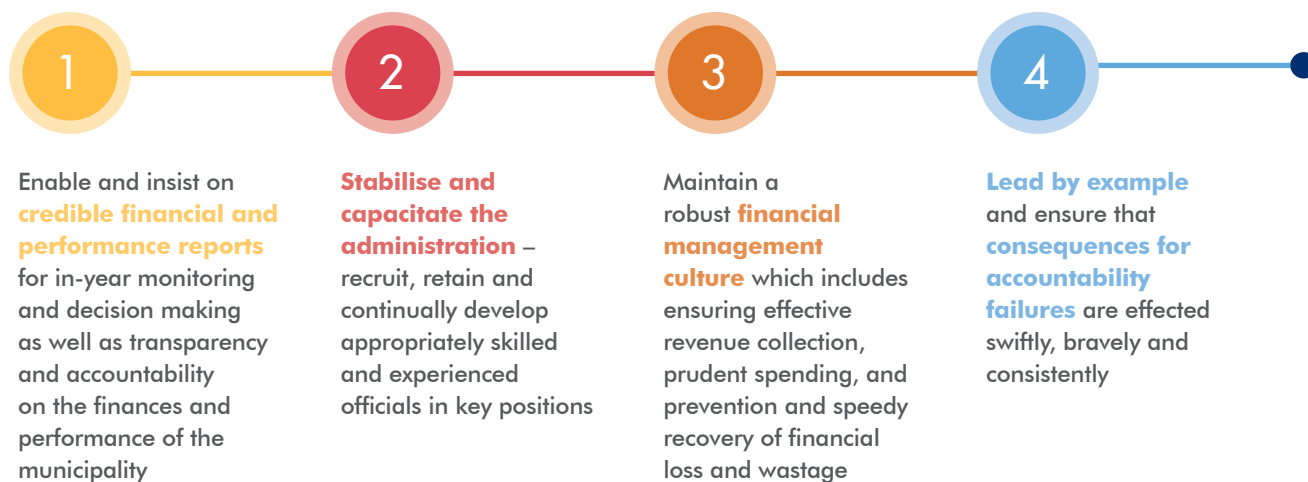 1
Enable and insist on
credible financial and
performance reports
for in-year monitoring
and decision making
as well as transparency
and accountability
on the finances and
performance of the
municipality
2
Stabilise and
capacitate the
administration –
recruit, retain and
continually develop
appropriately skilled
and experienced
officials in key positions
3
Maintain a
robust financial
management
culture which includes
ensuring effective
revenue collection,
prudent spending, and
prevention and speedy
recovery of financial
loss and wastage
4
Lead by example
and ensure that
consequences for
accountability
failures are effected
swiftly, bravely and
consistently